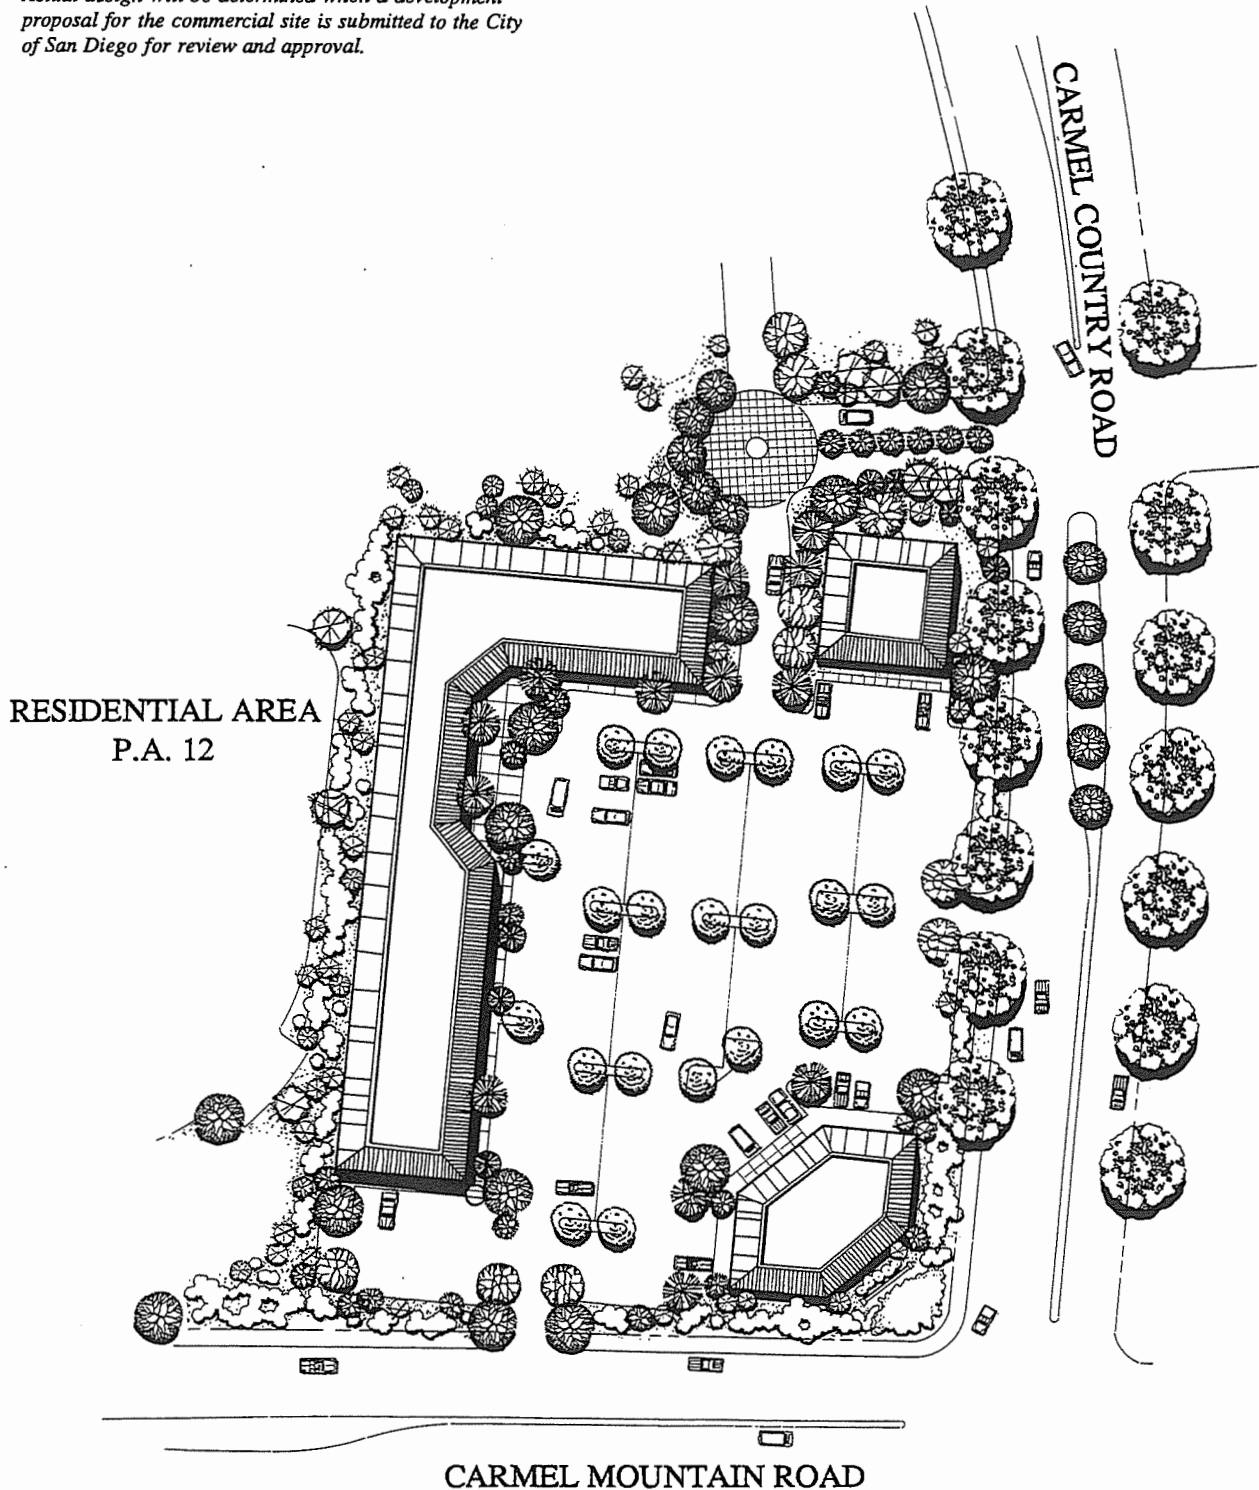 proposal for the commercial site is submitted to the City
of San Diego for review and approval.
CARMEL COUNTRY ROAD
RESIDENTIAL AREA
P.A. 12
CARMEL MOUNTAIN ROAD